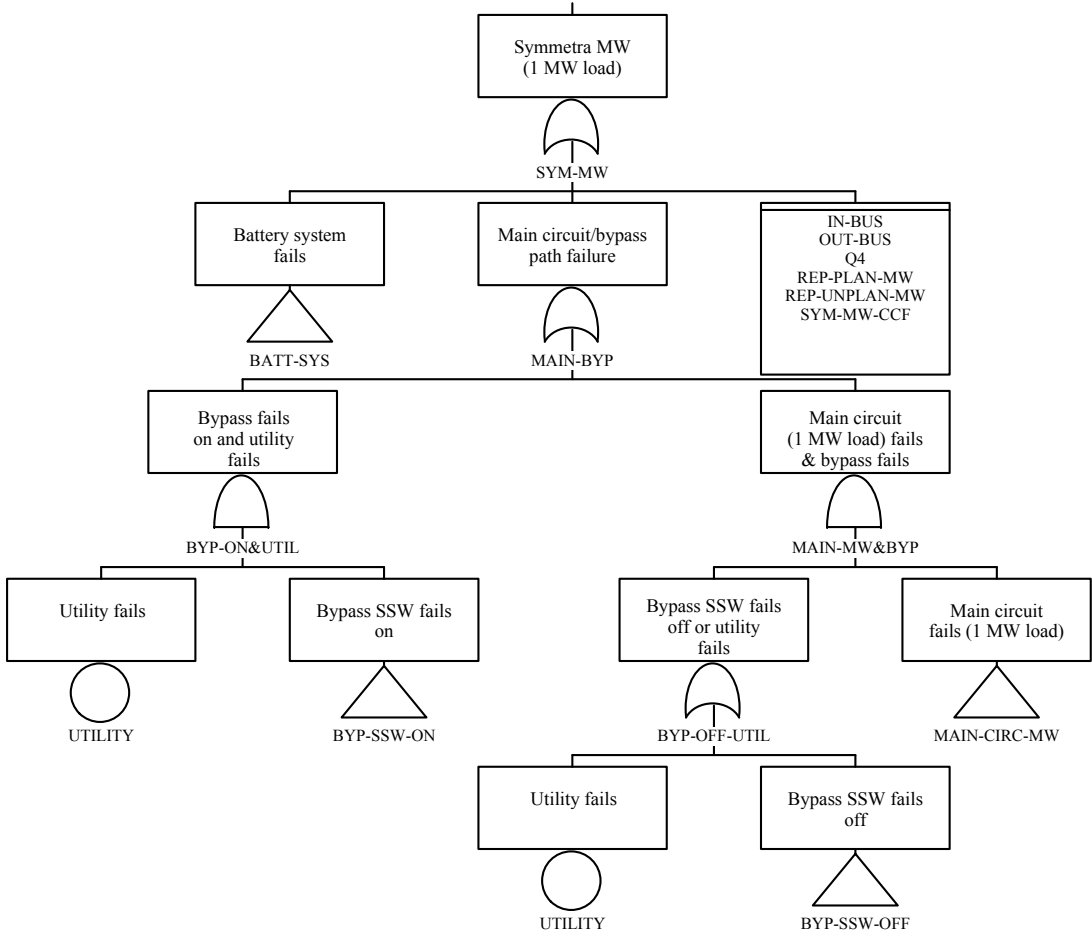 Symmetra MW
(1 MW load)
SYM-MW
Battery system
fails
BATT-SYS
Main circuit/bypass
path failure
MAIN-BYP
IN-BUS
OUT-BUS
Q4
REP-PLAN-MW
REP-UNPLAN-MW
SYM-MW-CCF
Bypass fails
on and utility
fails
BYP-ON&UTIL
Main circuit
(1 MW load) fails
& bypass fails
MAIN-MW&BYP
Utility fails
UTILITY
Bypass SSW fails
on
BYP-SSW-ON
Bypass SSW fails
off or utility
fails
BYP-OFF-UTIL
Main circuit
fails (1 MW load)
MAIN-CIRC-MW
Utility fails
UTILITY
Bypass SSW fails
off
BYP-SSW-OFF